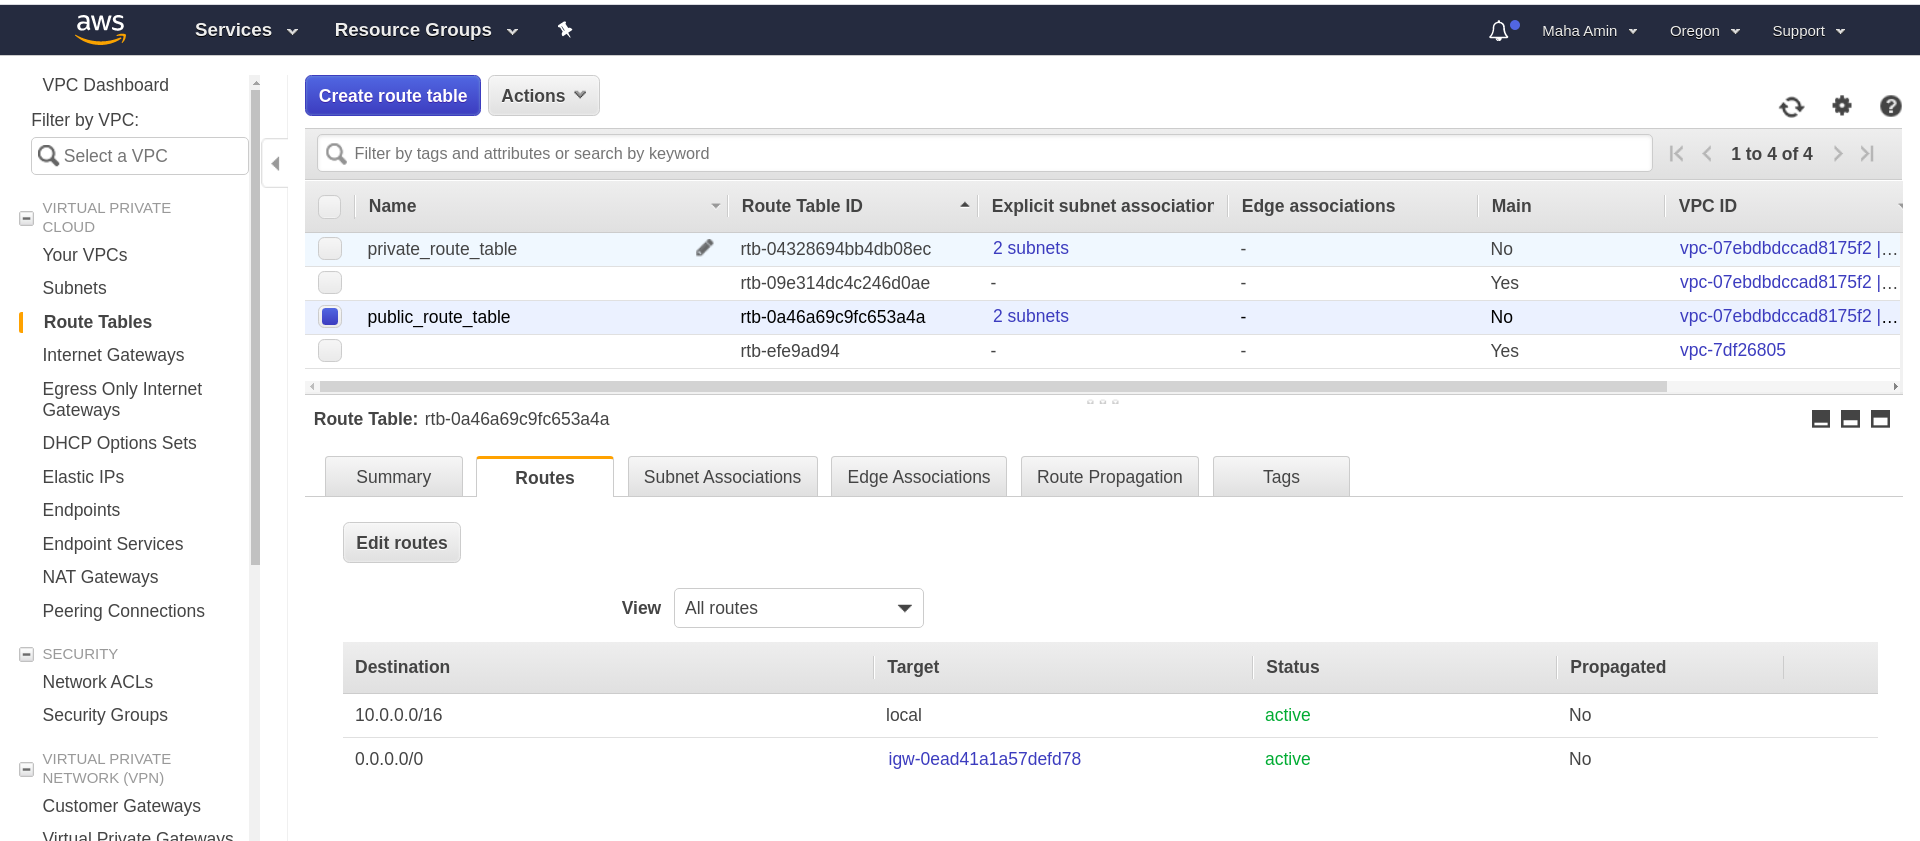 aws Services Resource Groups Maha Amin Oregon Support
VPC Dashboard
Filter by VPC:
Select a VPC
VIRTUAL PRIVATE
CLOUD
Your VPCs
Subnets
Route Tables
Internet Gateways
Egress Only Internet
Gateways
DHCP Options Sets
Elastic IPs
Endpoints
Endpoint Services
NAT Gateways
Peering Connections
SECURITY
Network ACLs
Security Groups
VIRTUAL PRIVATE
NETWORK (VPN)
Customer Gateways
Virtual Private Gateways
Create route table Actions
Filter by tags and attributes or search by keyword 1 to 4 of 4
Name Route Table ID Explicit subnet association Edge associations Main VPC ID
private_route_table rtb-04328694bb4db08ec 2 subnets - No vpc-07ebdbdccad8175f2 |...
rtb-09e314dc4c246d0ae - - Yes vpc-07ebdbdccad8175f2 |...
public_route_table rtb-0a46a69c9fc653a4a 2 subnets - No vpc-07ebdbdccad8175f2 |...
rtb-efe9ad94 - - Yes vpc-7df26805
Route Table: rtb-0a46a69c9fc653a4a
Summary Routes Subnet Associations Edge Associations Route Propagation Tags
Edit routes
View All routes
Destination Target Status Propagated
10.0.0.0/16 local active No
0.0.0.0/0 igw-0ead41a1a57defd78 active No